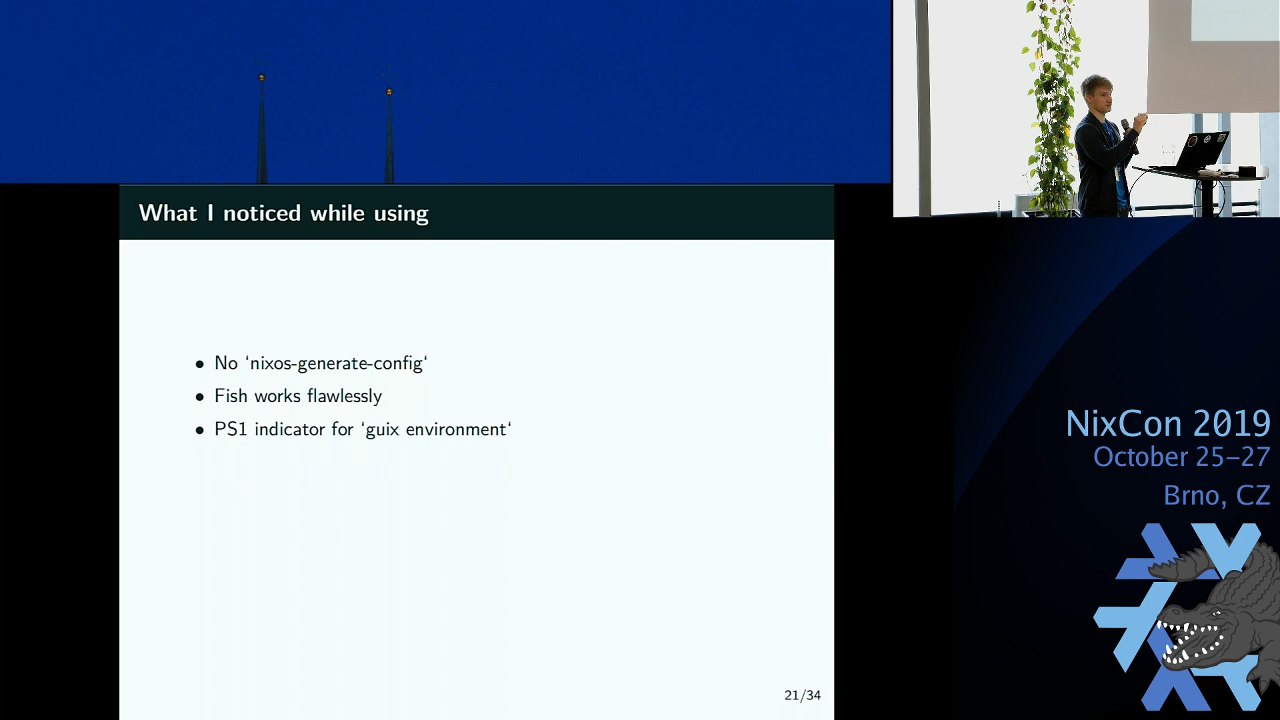 What I noticed while using
• No ‘nixos-generate-config‘
• Fish works flawlessly
• PS1 indicator for ‘guix environment‘
21/34
NixCon 2019
October 25–27
Brno, CZ